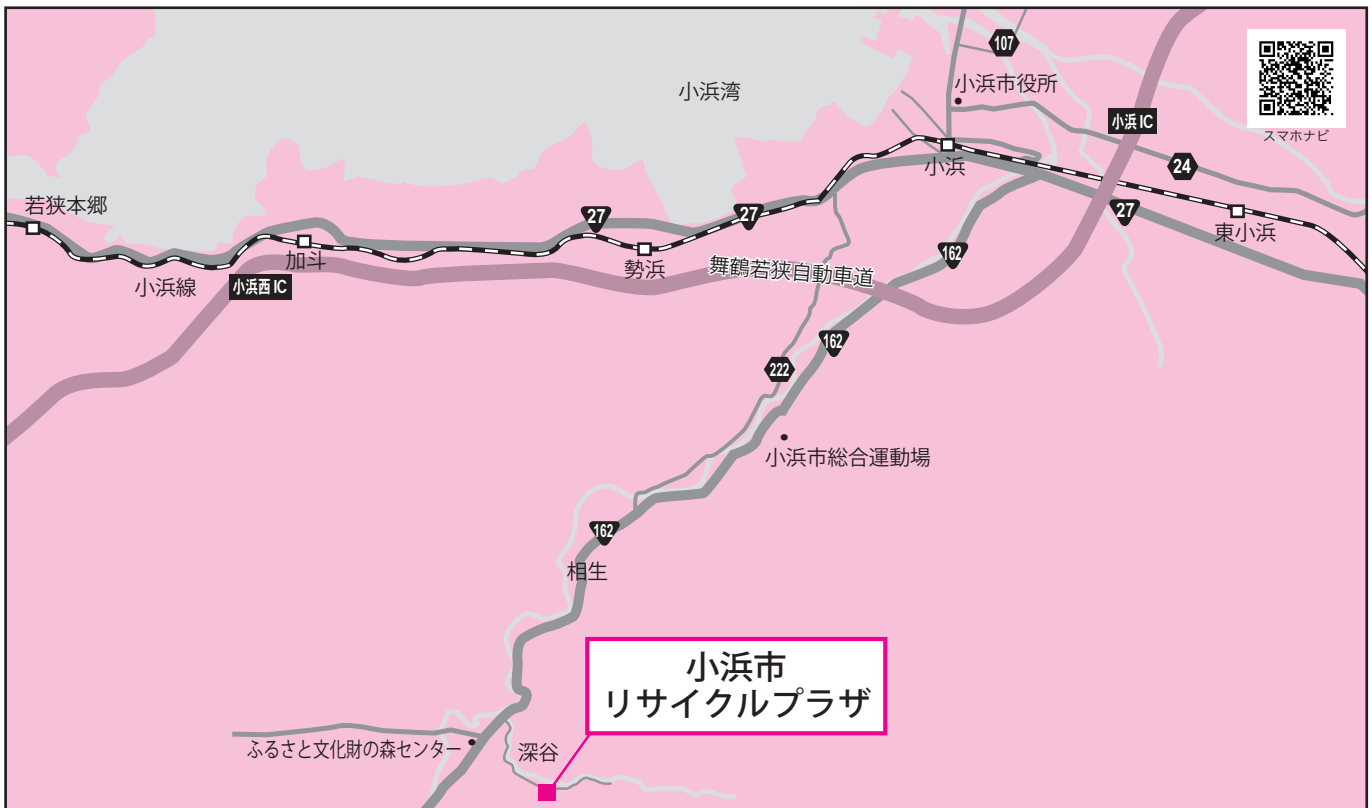 107
小浜湾
小浜市役所
小浜 IC
スマホナビ
小浜
24
若狭本郷
27
27
27
東小浜
加斗
勢浜
162
舞鶴若狭自動車道
小浜線
小浜西 IC
162
222
小浜市総合運動場
162
相生
小浜市
リサイクルプラザ
ふるさと文化財の森センター
深谷